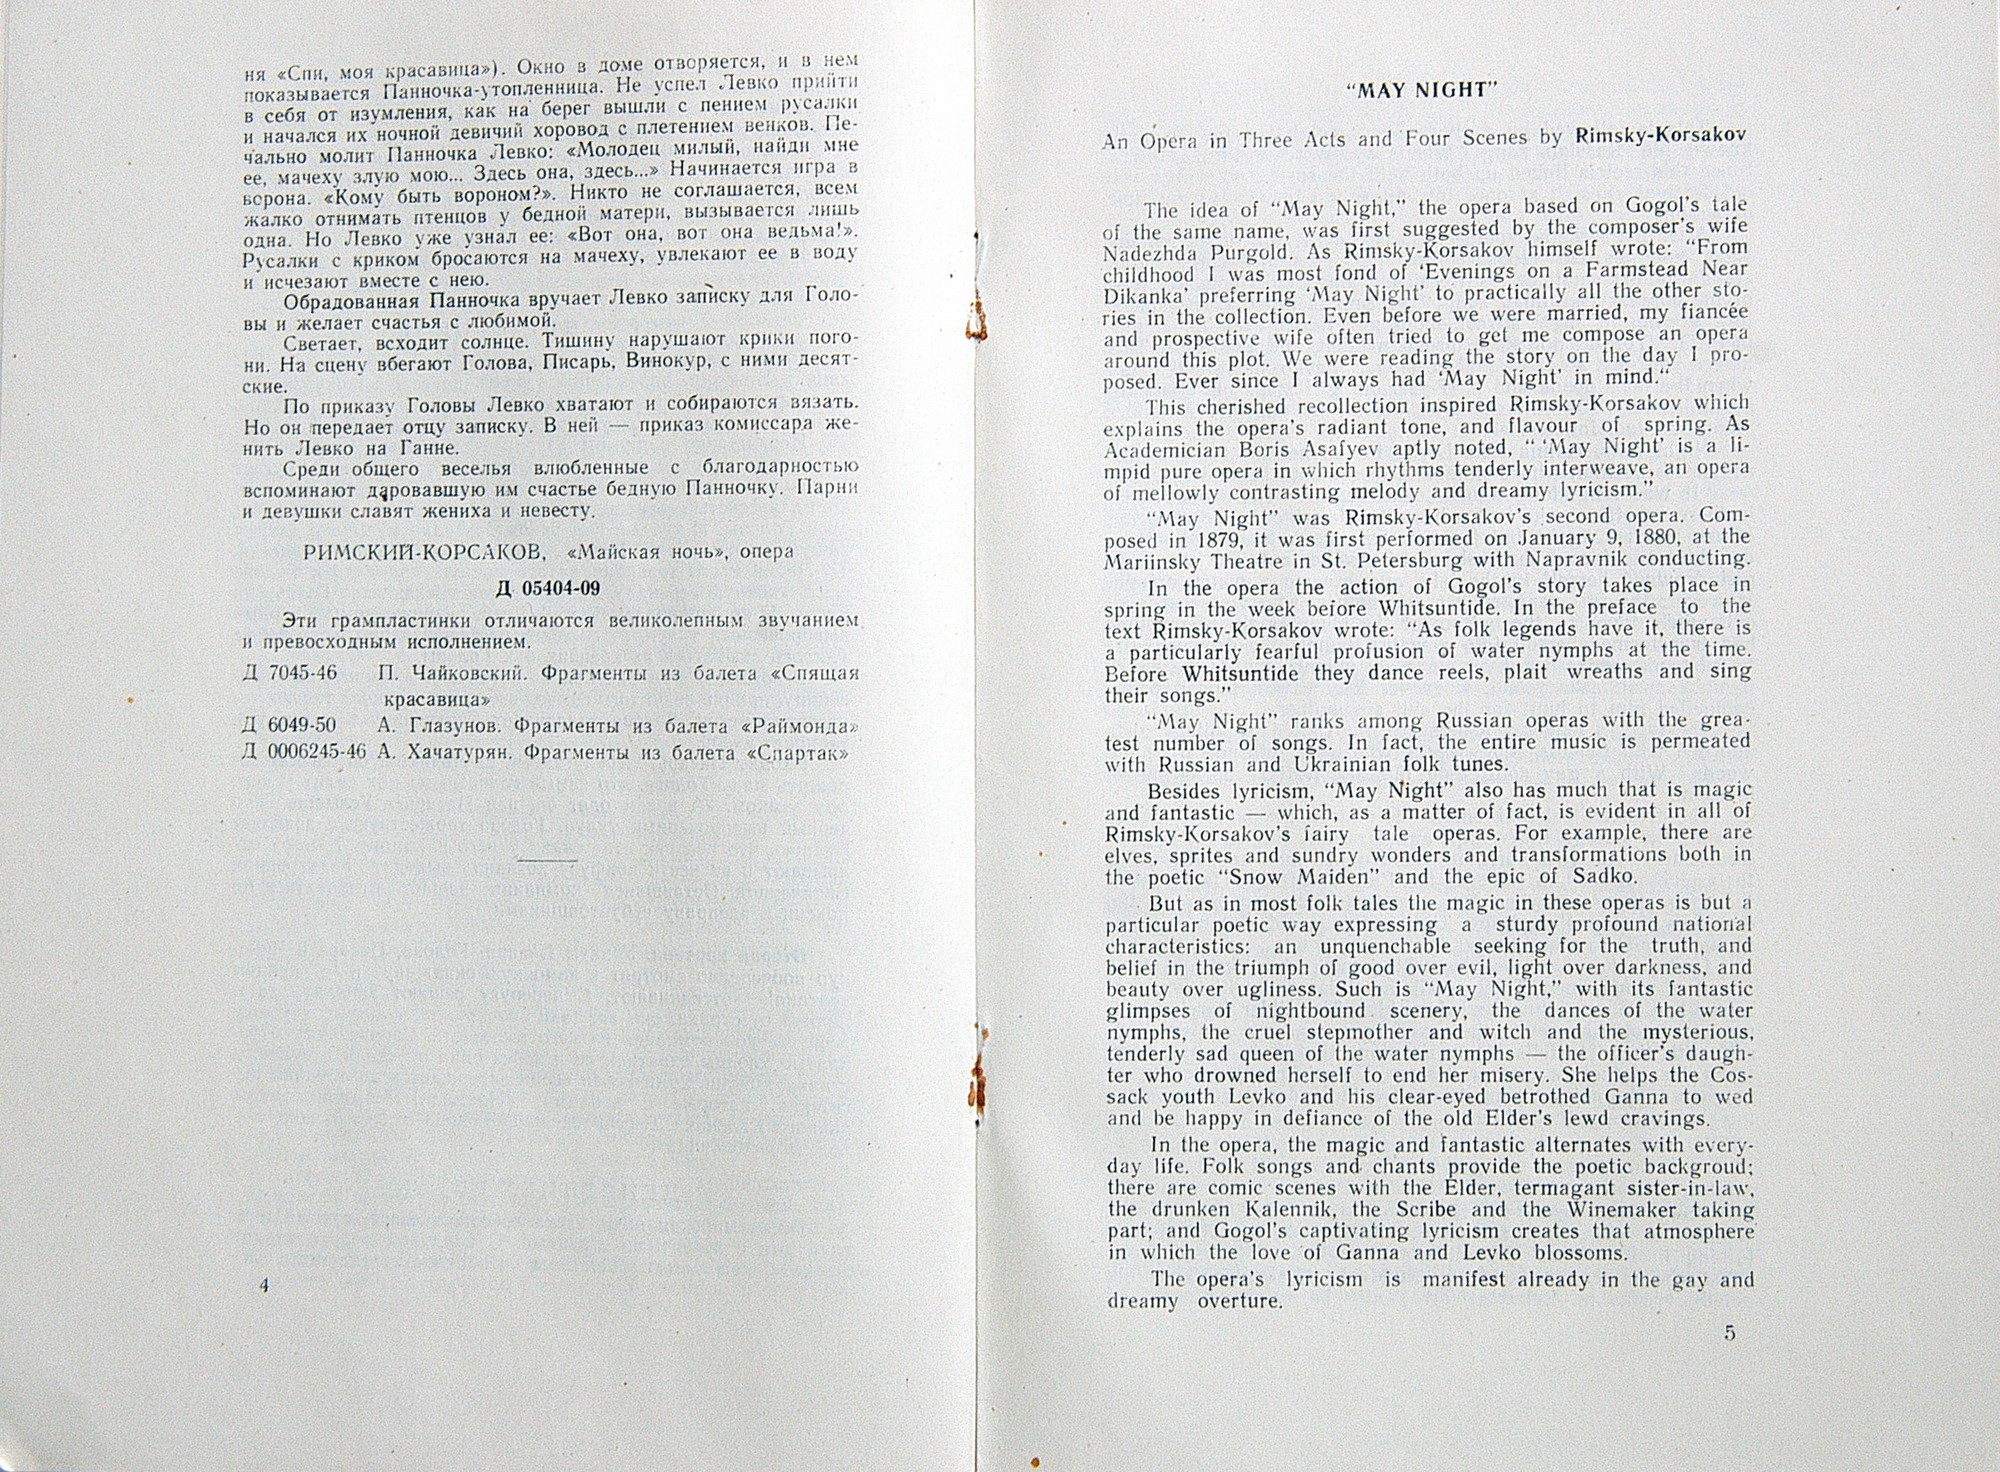 ня «Спи, моя красавица»). Окно в доме отворяется, и в нем
показывается Панночка-утопленница. Не успел Левко прийти
в себя от изумления, как на берег вышли с пением русалки
и начался их ночной девичий хоровод с плетением венков. Пе-
чально молит Панночка Левко: «Молодец милый, найди мне
ее, мачеху злую мою... Здесь она, здесь...» Начинается игра в
ворона. «Кому быть вороном?». Никто не соглашается, всем
жалко отнимать птенцов у бедной матери, вызывается лишь
одна. Но Левко уже узнал ее: «Вот она, вот она ведьма!».
Русалки с криком бросаются на мачеху, увлекают ее в воду
и исчезают вместе с нею.
Обрадованная Панночка вручает Левко записку для Голо-
вы и желает счастья с любимой.
Светает, всходит солнце. Тишину нарушают крики пого-
ни. На сцену вбегают Голова, Писарь, Винокур, с ними десят-
ские.
По приказу Головы Левко хватают и собираются вязать.
Но он передает отцу записку. В ней — приказ комиссара же-
нить Левко на Ганне.
Среди общего веселья влюбленные с благодарностью
вспоминают даровавшую им счастье бедную Панночку. Парни
и девушки славят жениха и невесту.
РИМСКИЙ-КОРСАКОВ, «Майская ночь», опера
Д 05404-09
Эти грампластинки отличаются великолепным звучанием
и превосходным исполнением.
Д 7045-46 П. Чайковский. Фрагменты из балета «Спящая
красавица»
Д 6049-50 А. Глазунов. Фрагменты из балета «Раймонда»
Д 0006245-46 А. Хачатурян. Фрагменты из балета «Спартак»
4
“MAY NIGHT”
An Opera in Three Acts and Four Scenes by Rimsky-Korsakov
The idea of “May Night,” the opera based on Gogol’s tale
of the same name, was first suggested by the composer’s wife
Nadezhda Purgold. As Rimsky-Korsakov himself wrote: “From
childhood I was most fond of ‘Evenings on a Farmstead Near
Dikanka’ preferring ‘May Night’ to practically all the other sto-
ries in the collection. Even before we were married, my fiancée
and prospective wife often tried to get me compose an opera
around this plot. We were reading the story on the day I pro-
posed. Ever since I always had ‘May Night’ in mind.“
This cherished recollection inspired Rimsky-Korsakov which
explains the opera’s radiant tone, and flavour of spring. As
Academician Boris Asafyev aptly noted, “ ‘May Night’ is a li-
mpid pure opera in which rhythms tenderly interweave, an opera
of mellowly contrasting melody and dreamy lyricism.”
“May Night” was Rimsky-Korsakov’s second opera. Com-
posed in 1879, it was first performed on January 9, 1880, at the
Mariinsky Theatre in St. Petersburg with Napravnik conducting.
In the opera the action of Gogol’s story takes place in
spring in the week before Whitsuntide. In the preface to the
text Rimsky-Korsakov wrote: “As folk legends have it, there is
a particularly fearful profusion of water nymphs at the time.
Before Whitsuntide they dance reels, plait wreaths and sing
their songs.”
“May Night” ranks among Russian operas with the grea-
test number of songs. In fact, the entire music is permeated
with Russian and Ukrainian folk tunes.
Besides lyricism, “May Night” also has much that is magic
and fantastic — which, as a matter of fact, is evident in all of
Rimsky-Korsakov’s fairy tale operas. For example, there are
elves, sprites and sundry wonders and transformations both in
the poetic “Snow Maiden” and the epic of Sadko.
But as in most folk tales the magic in these operas is but a
particular poetic way expressing a sturdy profound national
characteristics: an unquenchable seeking for the truth, and
belief in the triumph of good over evil, light over darkness, and
beauty over ugliness. Such is “May Night,” with its fantastic
glimpses of nightbound scenery, the dances of the water
nymphs, the cruel stepmother and witch and the mysterious,
tenderly sad queen of the water nymphs — the officer’s daugh-
ter who drowned herself to end her misery. She helps the Cos-
sack youth Levko and his clear-eyed betrothed Ganna to wed
and be happy in defiance of the old Elder’s lewd cravings.
In the opera, the magic and fantastic alternates with every-
day life. Folk songs and chants provide the poetic backgroud;
there are comic scenes with the Elder, termagant sister-in-law,
the drunken Kalennik, the Scribe and the Winemaker taking
part; and Gogol’s captivating lyricism creates that atmosphere
in which the love of Ganna and Levko blossoms.
The opera’s lyricism is manifest already in the gay and
dreamy overture.
5